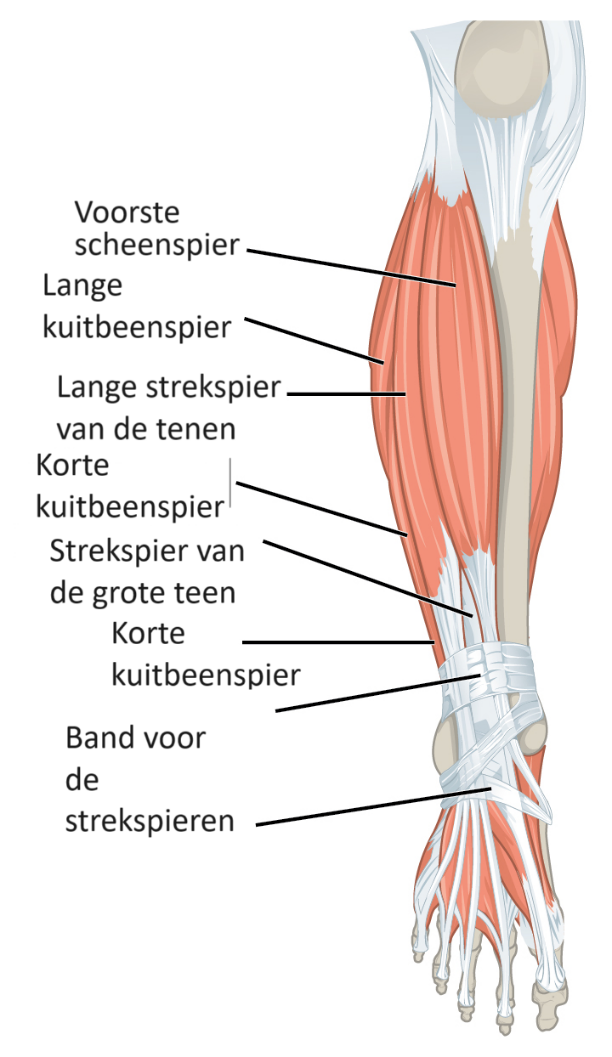 Voorste
scheenspier
Lange
kuitbeenspier
Lange strekspier
van de tenen
Korte
kuitbeenspier
Strekspier van
de grote teen
Korte
kuitbeenspier
Band voor
de
strekspieren